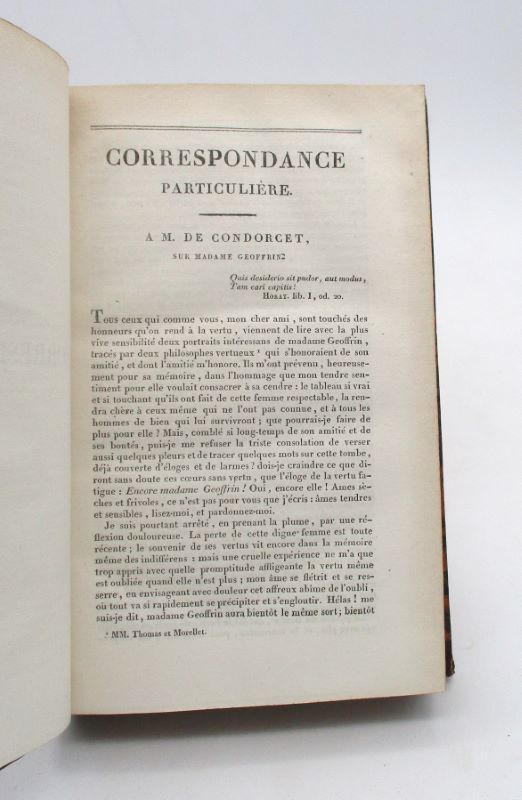 CORRESPONDANCE
PARTICULIÈRE.
A M. DE CONDORCET,
SUR MADAME GEOFFRIN.
Quis desiderio sit pudor, aut modus,
Tam cari capitis!
HORAT. lib. I, od. 20.
Tous ceux qui comme vous, mon cher ami, sont touchés des
honneurs qu'on rend à la vertu, viennent de lire avec la plus
vive sensibilité deux portraits intéressans de madame Geoffrin,
tracés par deux philosophes vertueux ¹ qui s'honoraient de son
amitié, et dont l'amitié m'honore. Ils m'ont prévenu, heureuse-
ment pour sa mémoire, dans l'hommage que mon tendre sen-
timent pour elle voulait consacrer à sa cendre : le tableau si vrai
et si touchant qu'ils ont fait de cette femme respectable, la ren-
dra chère à ceux même qui ne l'ont pas connue, et à tous les
hommes de bien qui lui survivront ; que pourrais-je faire de
plus pour elle ? Mais, comblé si long-temps de son amitié et de
ses bontés, puis-je me refuser la triste consolation de verser
aussi quelques pleurs et de tracer quelques mots sur cette tombe,
déjà couverte d'éloges et de larmes ? dois-je craindre ce que di-
ront sans doute ces cœurs sans vertu, que l'éloge de la vertu fa-
tigue : Encore madame Geoffrin ! Oui, encore elle ! Ames sè-
ches et frivoles, ce n'est pas pour vous que j'écris : âmes tendres
et sensibles, lisez-moi, et pardonnez-moi.
Je suis pourtant arrêté, en prenant la plume, par une ré-
flexion douloureuse. La perte de cette digne femme est toute
récente ; le souvenir de ses vertus vit encore dans la mémoire
même des indifférens : mais une cruelle expérience ne m'a que
trop appris avec quelle promptitude affligeante la vertu même
est oubliée quand elle n'est plus ; mon âme se flétrit et se res-
serre, en envisageant avec douleur cet affreux abime de l'oubli,
où tout va si rapidement se précipiter et s'engloutir. Hélas ! me
suis-je dit, madame Geoffrin aura bientôt le même sort ; bientôt
¹ MM. Thomas et Morellet.